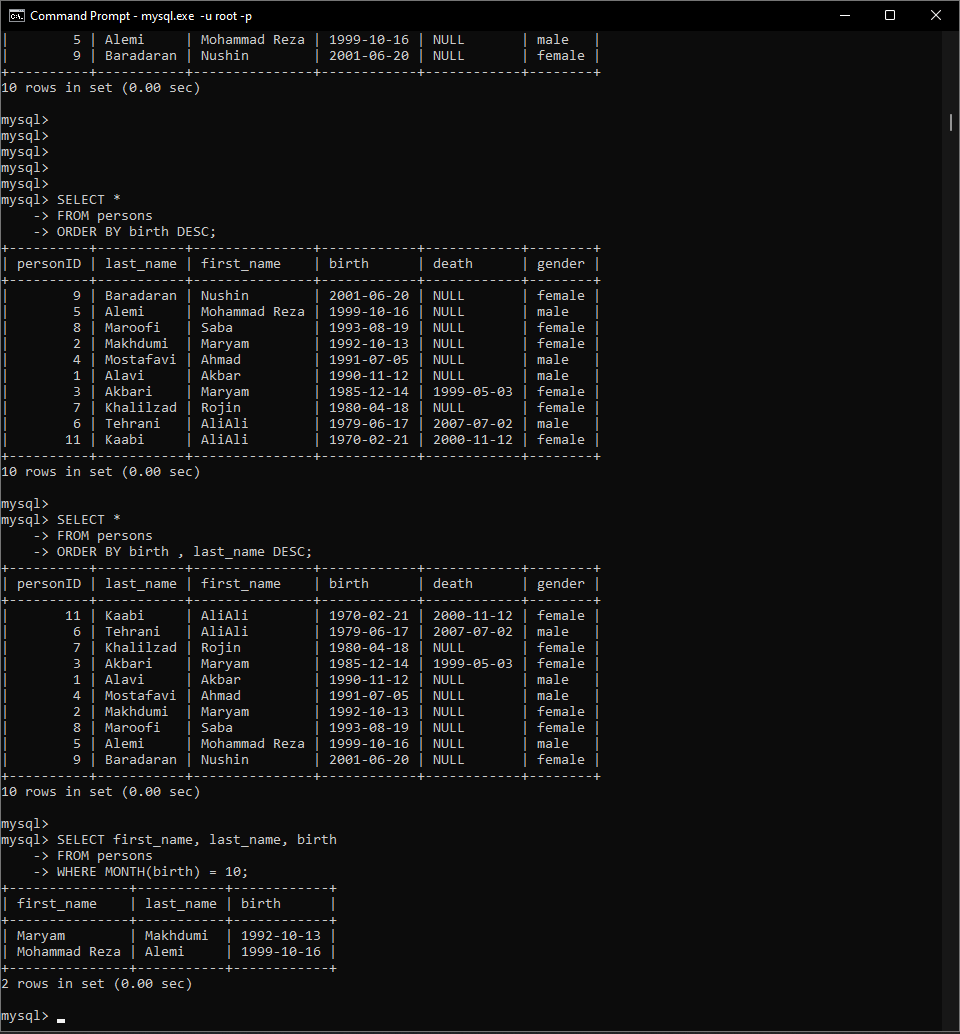 Command Prompt - mysql.exe  -u root -p
|        5 | Alemi     | Mohammad Reza | 1999-10-16 | NULL       | male   |
|        9 | Baradaran | Nushin        | 2001-06-20 | NULL       | female |
+----------+-----------+---------------+------------+------------+--------+
10 rows in set (0.00 sec)

mysql>
mysql>
mysql>
mysql>
mysql>
mysql> SELECT *
    -> FROM persons
    -> ORDER BY birth DESC;
+----------+-----------+---------------+------------+------------+--------+
| personID | last_name | first_name    | birth      | death      | gender |
+----------+-----------+---------------+------------+------------+--------+
|        9 | Baradaran | Nushin        | 2001-06-20 | NULL       | female |
|        5 | Alemi     | Mohammad Reza | 1999-10-16 | NULL       | male   |
|        8 | Maroofi   | Saba          | 1993-08-19 | NULL       | female |
|        2 | Makhdumi  | Maryam        | 1992-10-13 | NULL       | female |
|        4 | Mostafavi | Ahmad         | 1991-07-05 | NULL       | male   |
|        1 | Alavi     | Akbar         | 1990-11-12 | NULL       | male   |
|        3 | Akbari    | Maryam        | 1985-12-14 | 1999-05-03 | female |
|        7 | Khalilzad | Rojin         | 1980-04-18 | NULL       | female |
|        6 | Tehrani   | AliAli        | 1979-06-17 | 2007-07-02 | male   |
|       11 | Kaabi     | AliAli        | 1970-02-21 | 2000-11-12 | female |
+----------+-----------+---------------+------------+------------+--------+
10 rows in set (0.00 sec)

mysql>
mysql> SELECT *
    -> FROM persons
    -> ORDER BY birth , last_name DESC;
+----------+-----------+---------------+------------+------------+--------+
| personID | last_name | first_name    | birth      | death      | gender |
+----------+-----------+---------------+------------+------------+--------+
|       11 | Kaabi     | AliAli        | 1970-02-21 | 2000-11-12 | female |
|        6 | Tehrani   | AliAli        | 1979-06-17 | 2007-07-02 | male   |
|        7 | Khalilzad | Rojin         | 1980-04-18 | NULL       | female |
|        3 | Akbari    | Maryam        | 1985-12-14 | 1999-05-03 | female |
|        1 | Alavi     | Akbar         | 1990-11-12 | NULL       | male   |
|        4 | Mostafavi | Ahmad         | 1991-07-05 | NULL       | male   |
|        2 | Makhdumi  | Maryam        | 1992-10-13 | NULL       | female |
|        8 | Maroofi   | Saba          | 1993-08-19 | NULL       | female |
|        5 | Alemi     | Mohammad Reza | 1999-10-16 | NULL       | male   |
|        9 | Baradaran | Nushin        | 2001-06-20 | NULL       | female |
+----------+-----------+---------------+------------+------------+--------+
10 rows in set (0.00 sec)

mysql>
mysql> SELECT first_name, last_name, birth
    -> FROM persons
    -> WHERE MONTH(birth) = 10;
+---------------+-----------+------------+
| first_name    | last_name | birth      |
+---------------+-----------+------------+
| Maryam        | Makhdumi  | 1992-10-13 |
| Mohammad Reza | Alemi     | 1999-10-16 |
+---------------+-----------+------------+
2 rows in set (0.00 sec)

mysql>